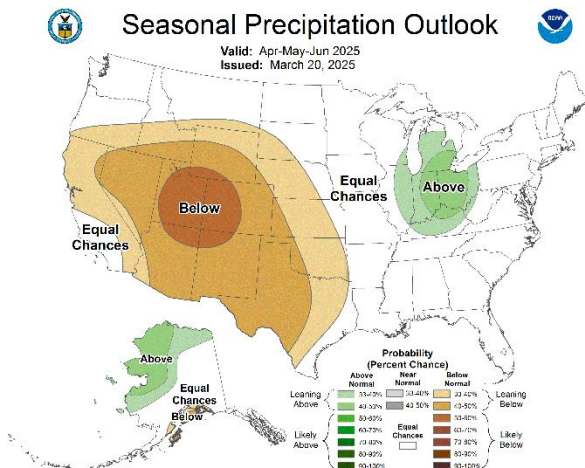 Seasonal Precipitation Outlook
NOAA
Valid: Apr-May-Jun 2025
Issued: March 20, 2025
Below
Equal
Chances
Equal
Chances
Above
Above
Equal
Chances
Below
Probability
(Percent Chance)
Above
Normal
Near
Normal
Below
Normal
Leaning
Above
33-40%
40-50%
33-40%
40-50%
33-40%
40-50%
Leaning
Below
Likely
Above
50-60%
60-70%
70-80%
80-90%
90-100%
Equal
Chances
50-60%
60-70%
70-80%
80-90%
90-100%
Likely
Below